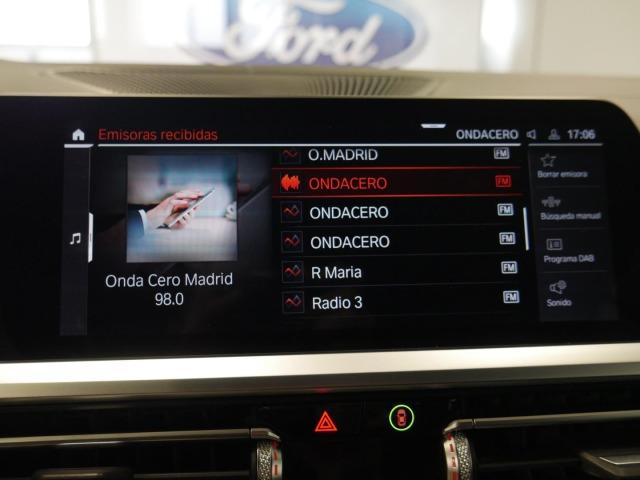 Ford
Emisoras recibidas
ONDACERO
17:06
O.MADRID FM
ONDACERO FM
ONDACERO FM
ONDACERO FM
R Maria FM
Radio 3 FM
Onda Cero Madrid
98.0
Borrar emisora
Búsqueda manual
Programa DAB
Sonido